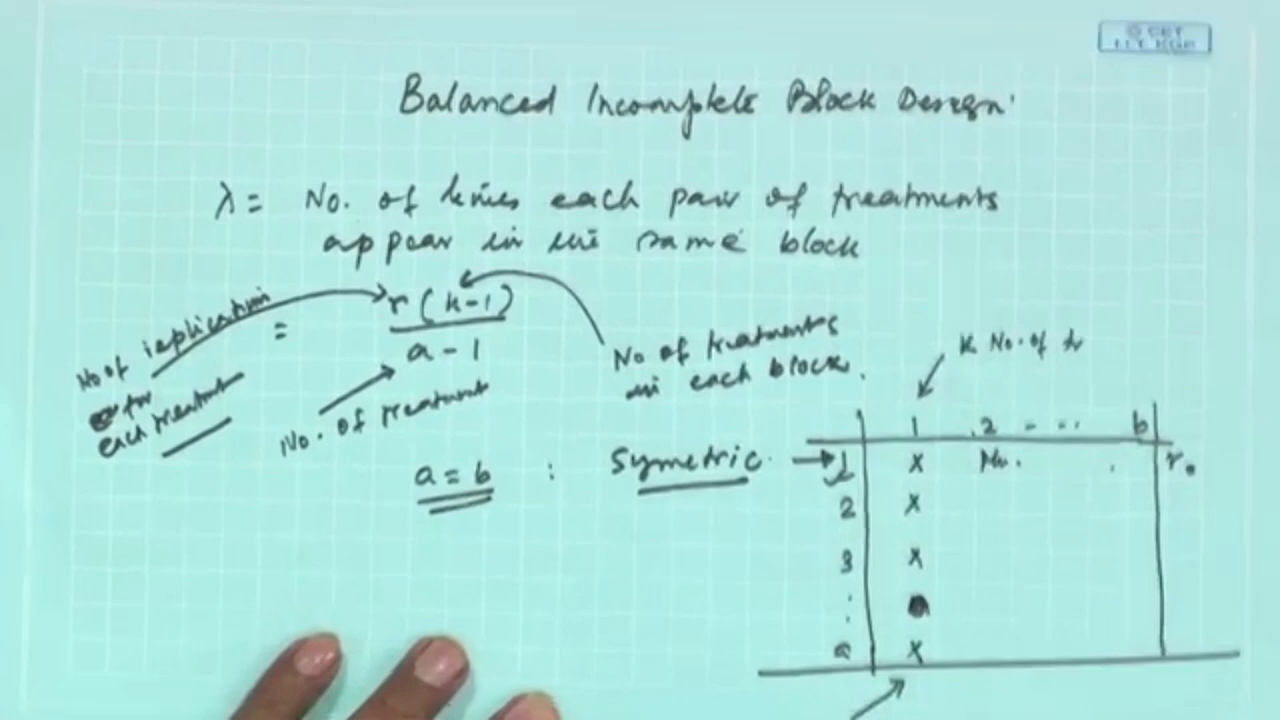 © CET
I.I.T. KGP
Balanced Incomplete Block Design
λ = No. of times each pair of treatments
appear in the same block
= r (k-1)
a - 1
No of replication
for
each treatment
No. of treatment
No of treatments
in each block.
a = b : Symetric
K No. of tr
1 2 - ... b
1 x r.
2 x
3 x
:
a x